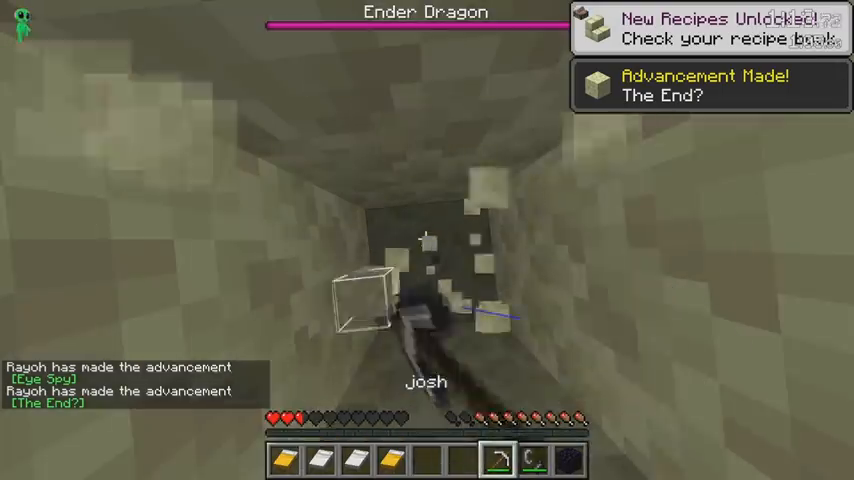 Ender Dragon
New Recipes Unlocked!
Check your recipe book
Advancement Made!
The End?
Rayoh has made the advancement
[Eye Spy]
Rayoh has made the advancement
[The End?]
josh